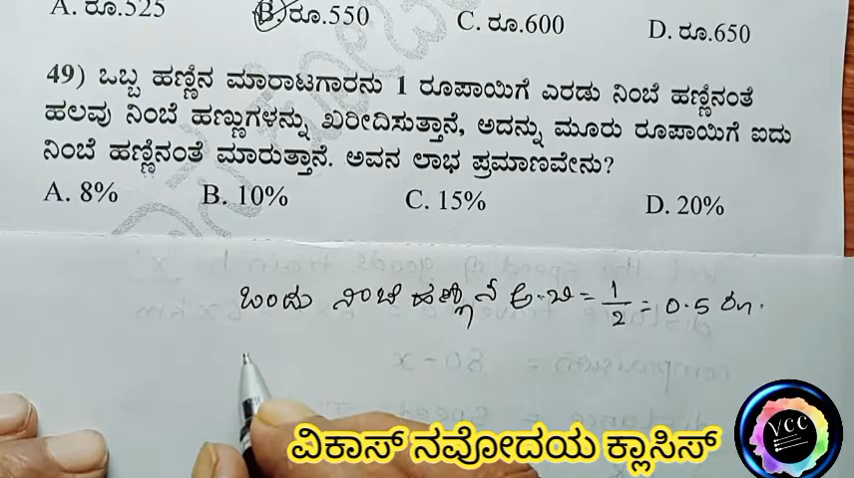 A. ರೂ.525 B. ರೂ.550 C. ರೂ.600 D. ರೂ.650
49) ಒಬ್ಬ ಹಣ್ಣಿನ ಮಾರಾಟಗಾರನು 1 ರೂಪಾಯಿಗೆ ಎರಡು ನಿಂಬೆ ಹಣ್ಣಿನಂತೆ
ಹಲವು ನಿಂಬೆ ಹಣ್ಣುಗಳನ್ನು ಖರೀದಿಸುತ್ತಾನೆ, ಅದನ್ನು ಮೂರು ರೂಪಾಯಿಗೆ ಐದು
ನಿಂಬೆ ಹಣ್ಣಿನಂತೆ ಮಾರುತ್ತಾನೆ. ಅವನ ಲಾಭ ಪ್ರಮಾಣವೇನು?
A. 8% B. 10% C. 15% D. 20%
ಒಂದು ನಿಂಬೆ ಹಣ್ಣಿನ = 1/2 = 0.5 ರೂ.
ವಿಕಾಸ್ ನವೋದಯ ಕ್ಲಾಸಿಸ್
VCC